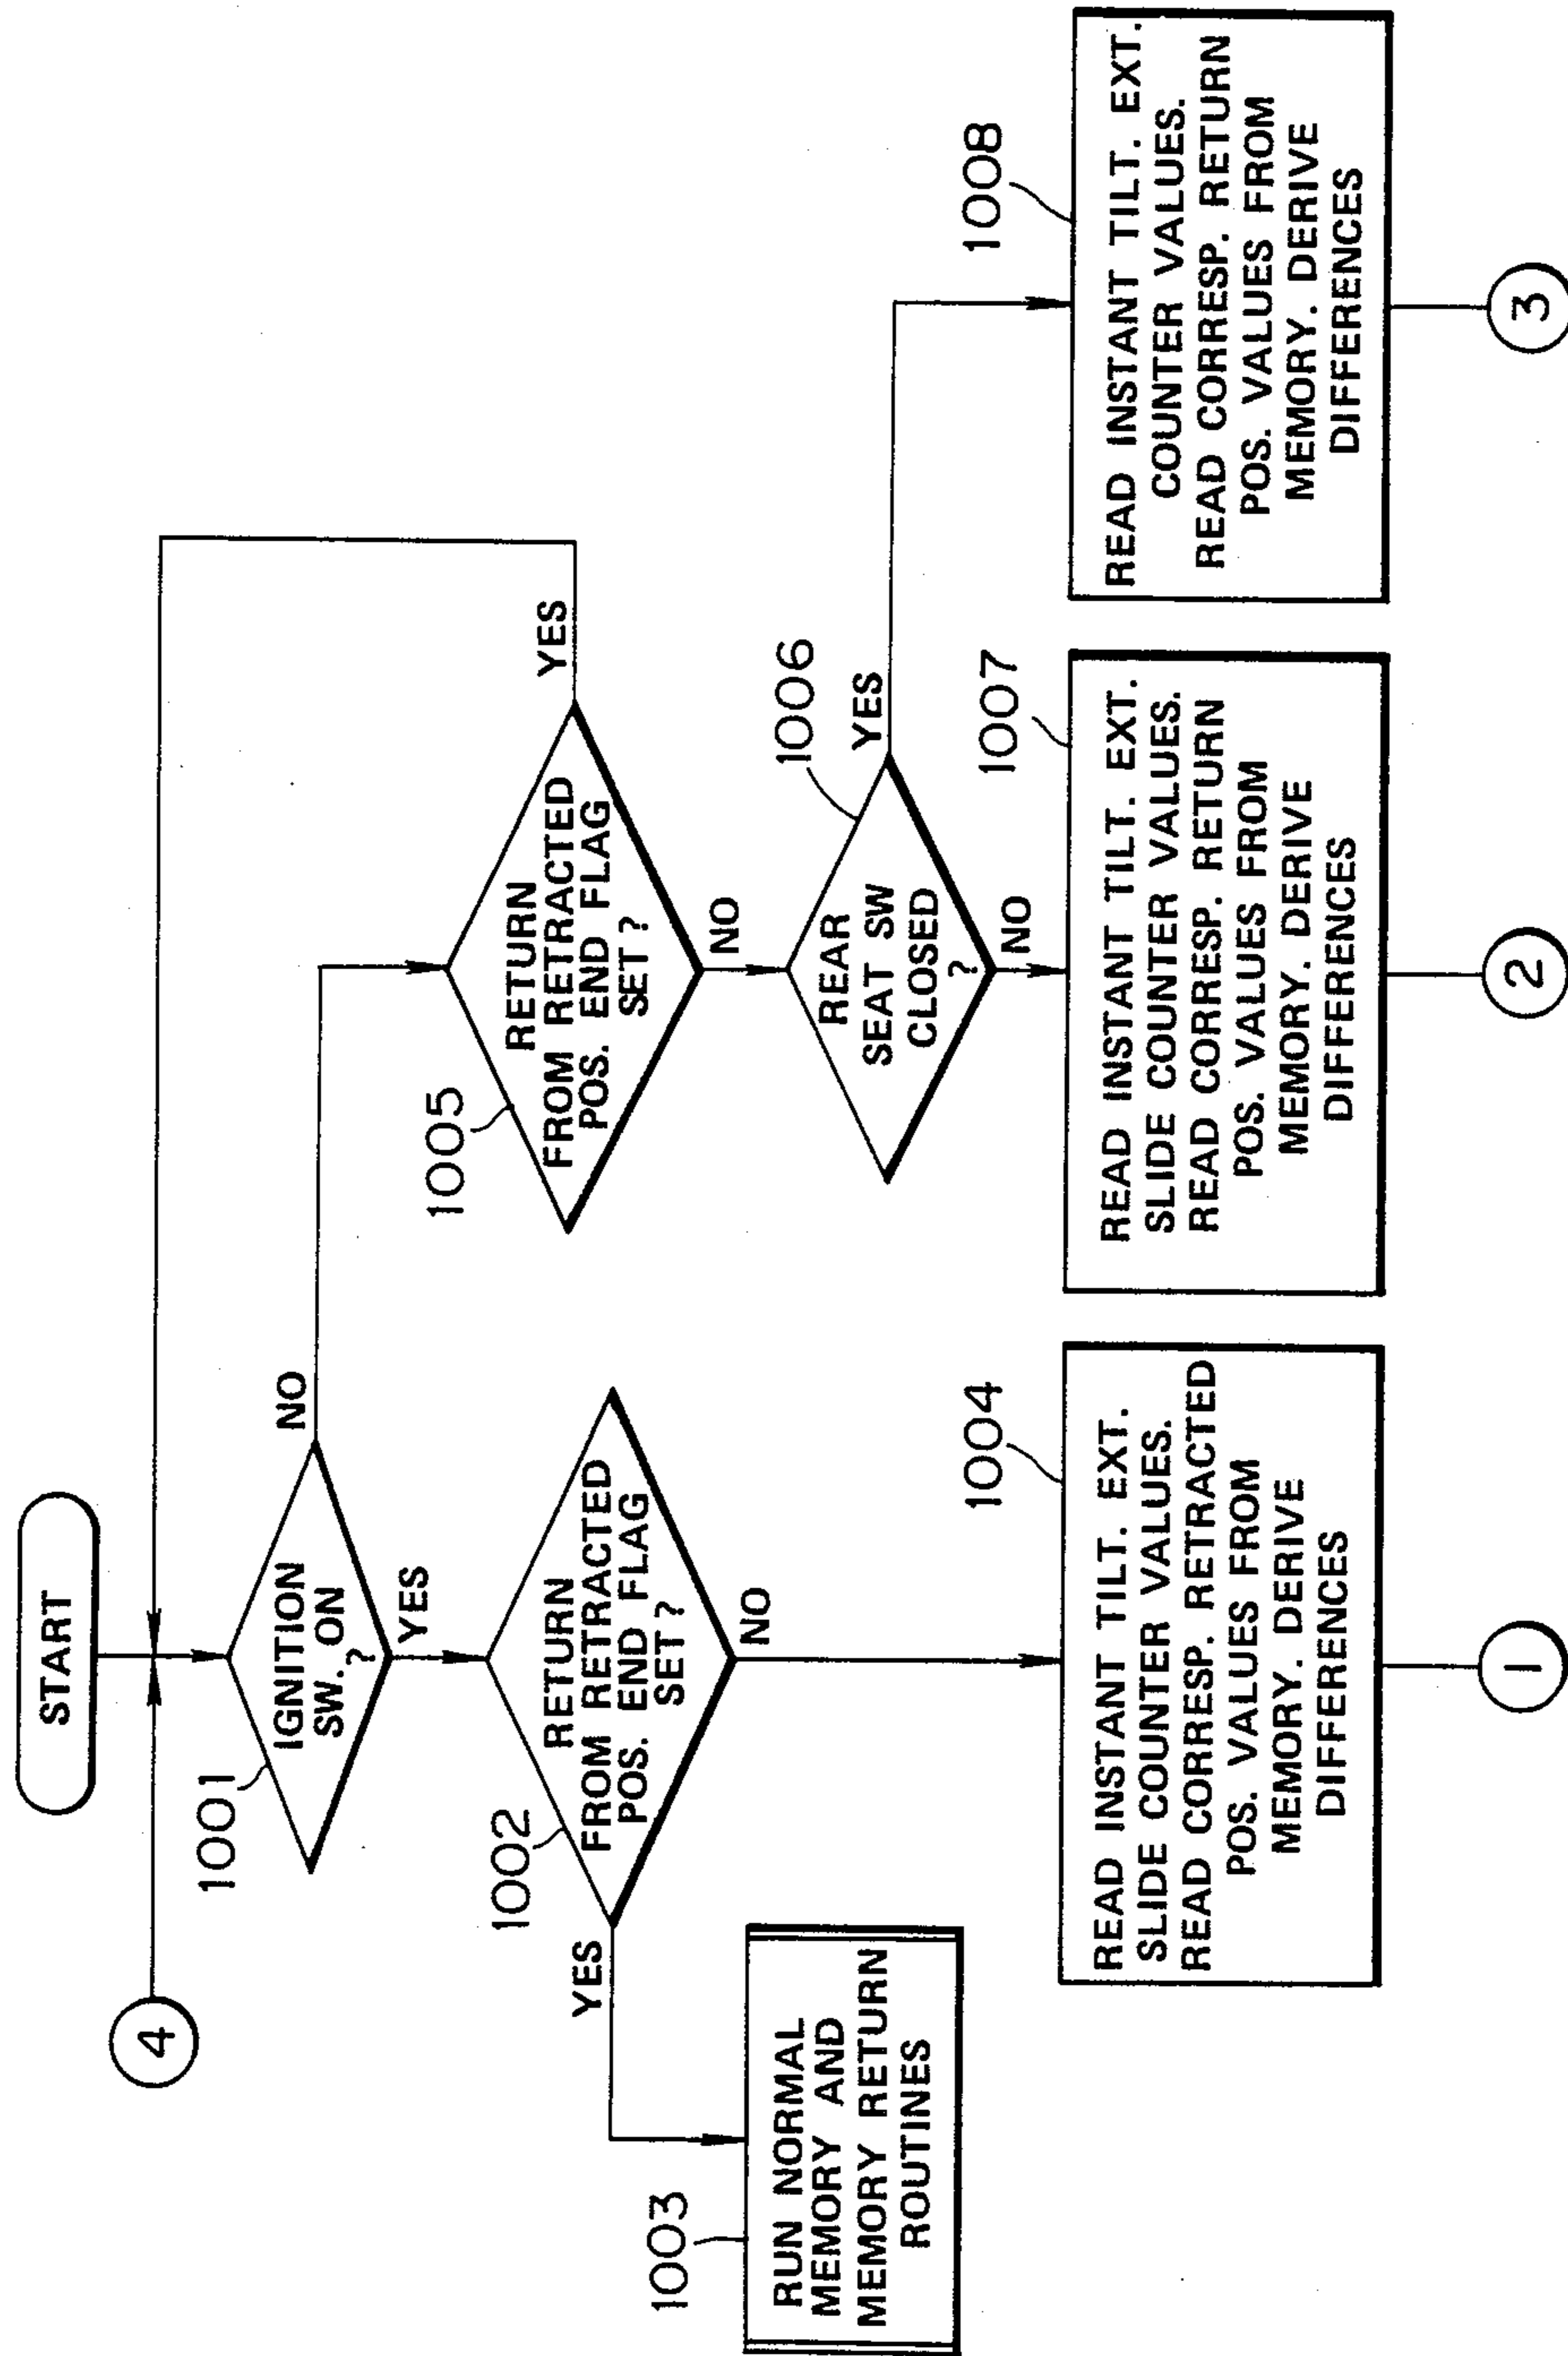 START
4
1001
IGNITION
SW. ON
?
NO
YES
1002
RETURN
FROM RETRACTED
POS. END FLAG
SET ?
YES
NO
1003
RUN NORMAL
MEMORY AND
MEMORY RETURN
ROUTINES
1004
READ INSTANT TILT. EXT.
SLIDE COUNTER VALUES.
READ CORRESP. RETRACTED
POS. VALUES FROM
MEMORY. DERIVE
DIFFERENCES
1
1005
RETURN
FROM RETRACTED
POS. END FLAG
SET ?
YES
NO
1006
REAR
SEAT SW
CLOSED
?
YES
NO
1007
READ INSTANT TILT. EXT.
SLIDE COUNTER VALUES.
READ CORRESP. RETURN
POS. VALUES FROM
MEMORY. DERIVE
DIFFERENCES
2
1008
READ INSTANT TILT. EXT.
COUNTER VALUES.
READ CORRESP. RETURN
POS. VALUES FROM
MEMORY. DERIVE
DIFFERENCES
3